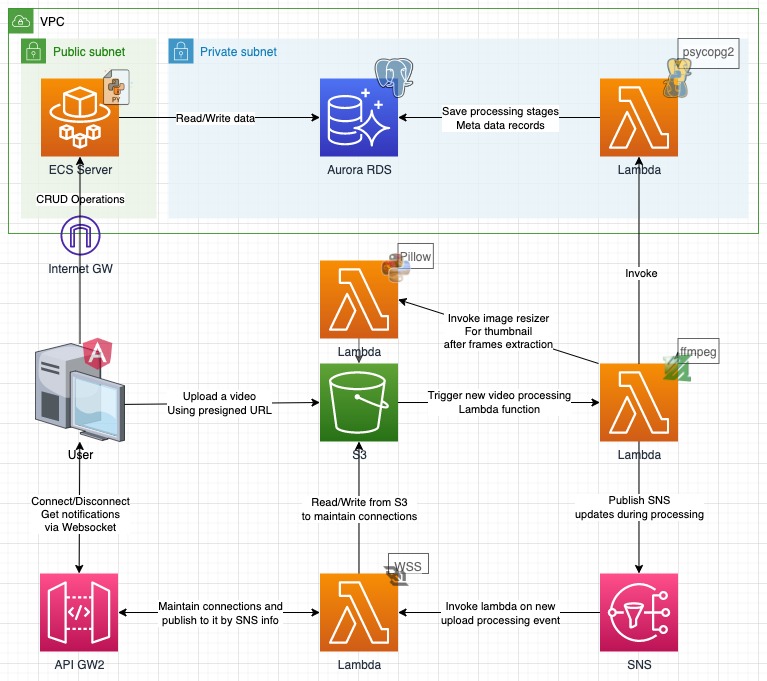 VPC
Public subnet
Private subnet
psycopg2
PY
Read/Write data
Save processing stages
Meta data records
ECS Server
Aurora RDS
Lambda
CRUD Operations
Internet GW
Pillow
Invoke
Invoke image resizer
For thumbnail
after frames extraction
A
Lambda
ffmpeg
Upload a video
Using presigned URL
Trigger new video processing
Lambda function
User
S3
Lambda
Connect/Disconnect
Get notifications
via Websocket
Read/Write from S3
to maintain connections
Publish SNS
updates during processing
WSS
</>
Maintain connections and
publish to it by SNS info
Invoke lambda on new
upload processing event
API GW2
Lambda
SNS